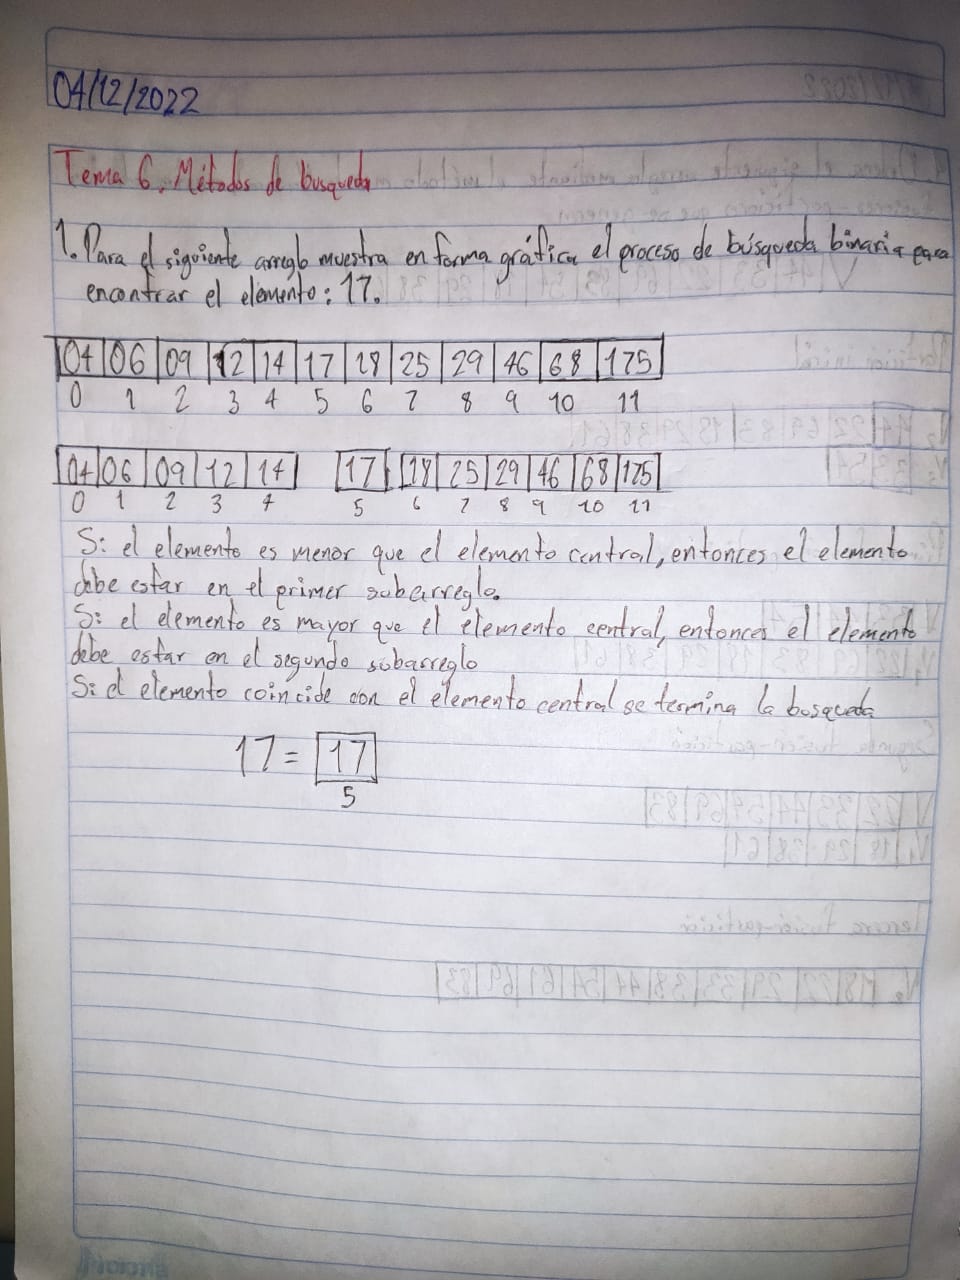 04/12/2022
Tema 6. Métodos de busqueda
1. Para el siguiente arreglo muestra en forma gráfica el proceso de búsqueda binaria para
encontrar el elemento: 17.
04 06 09 12 14 17 18 25 29 46 68 175
0 1 2 3 4 5 6 7 8 9 10 11
04 06 09 12 14 17 18 25 29 46 68 175
0 1 2 3 4 5 6 7 8 9 10 11
Si el elemento es menor que el elemento central, entonces el elemento
debe estar en el primer subarreglo.
Si el elemento es mayor que el elemento central, entonces el elemento
debe estar en el segundo subarreglo
Si el elemento coincide con el elemento central se termina la busqueda
17 = 17
5